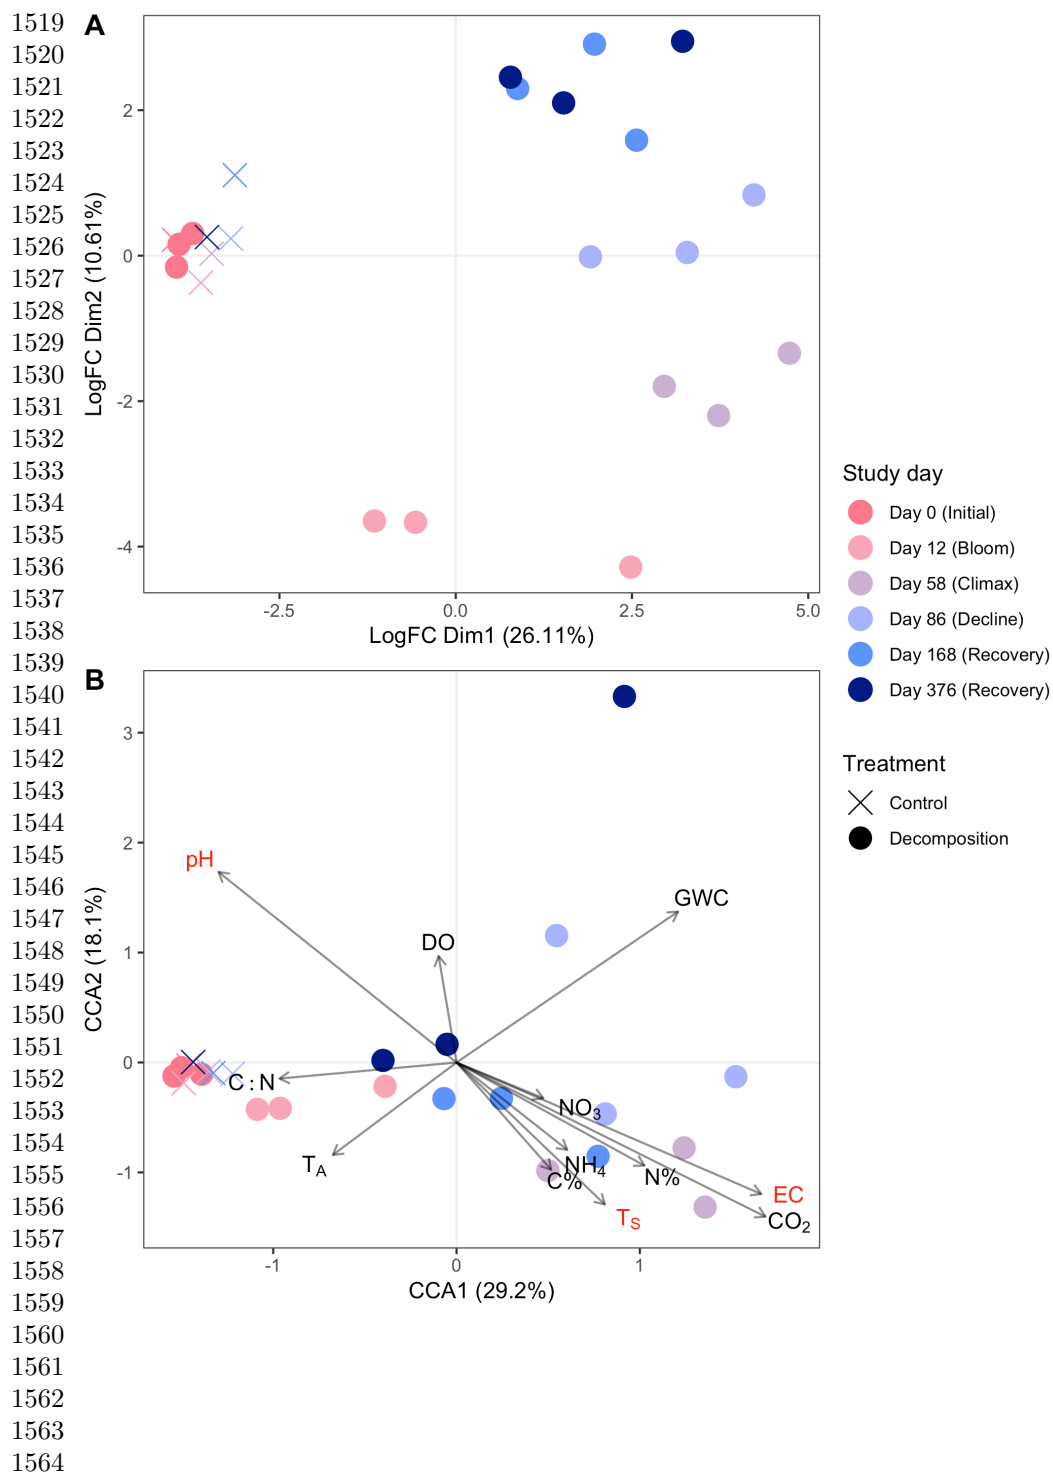 1519
A
1520
1521
2
1522
1523
1524
1525
1526
0
1527
1528
1529
1530
1531
-2
1532
1533
1534
1535
-4
1536
1537
-2.5
0.0
2.5
5.0
LogFC Dim1 (26.11%)
LogFC Dim2 (10.61%)
Study day
Day 0 (Initial)
Day 12 (Bloom)
Day 58 (Climax)
Day 86 (Decline)
Day 168 (Recovery)
Day 376 (Recovery)
Treatment
Control
Decomposition
1538
1539
B
1540
1541
3
1542
1543
1544
2
1545
pH
1546
GWC
1547
DO
1548
1
1549
1550
1551
0
1552
C : N
1553
NO3
1554
TA
NH4
1555
-1
C%
N%
EC
1556
TS
CO2
1557
1558
-1
0
1
CCA1 (29.2%)
CCA2 (18.1%)
1559
1560
1561
1562
1563
1564